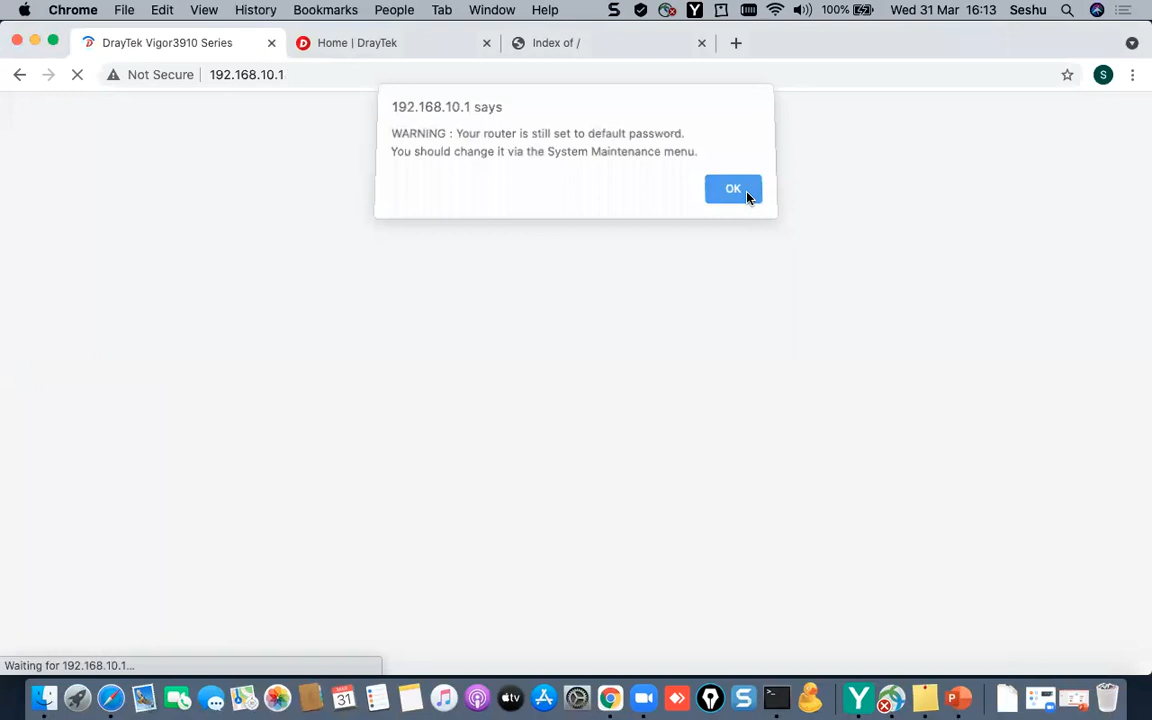 Chrome File Edit View History Bookmarks People Tab Window Help 100% Wed 31 Mar 16:13 Seshu
DrayTek Vigor3910 Series Home | DrayTek Index of /
Not Secure 192.168.10.1 S
192.168.10.1 says
WARNING : Your router is still set to default password.
You should change it via the System Maintenance menu.
OK
Waiting for 192.168.10.1...